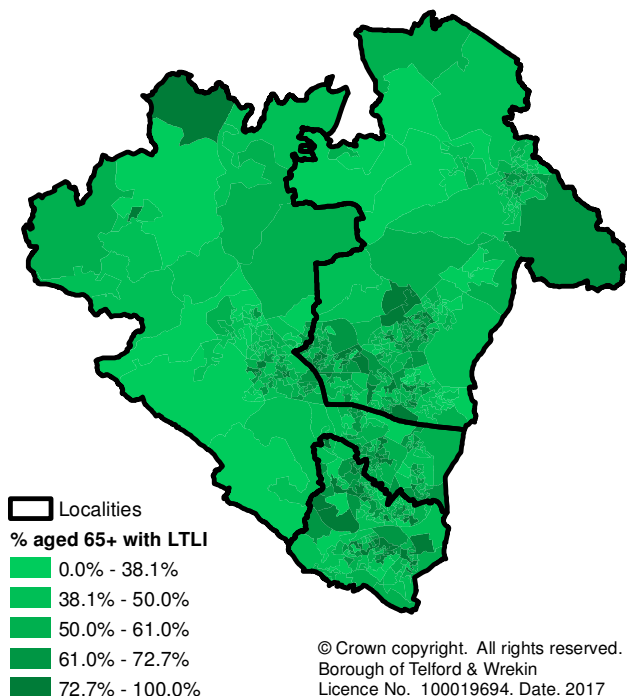 Localities
% aged 65+ with LTLI
0.0% - 38.1%
38.1% - 50.0%
50.0% - 61.0%
61.0% - 72.7%
72.7% - 100.0%
© Crown copyright. All rights reserved.
Borough of Telford & Wrekin
Licence No. 100019694. Date. 2017